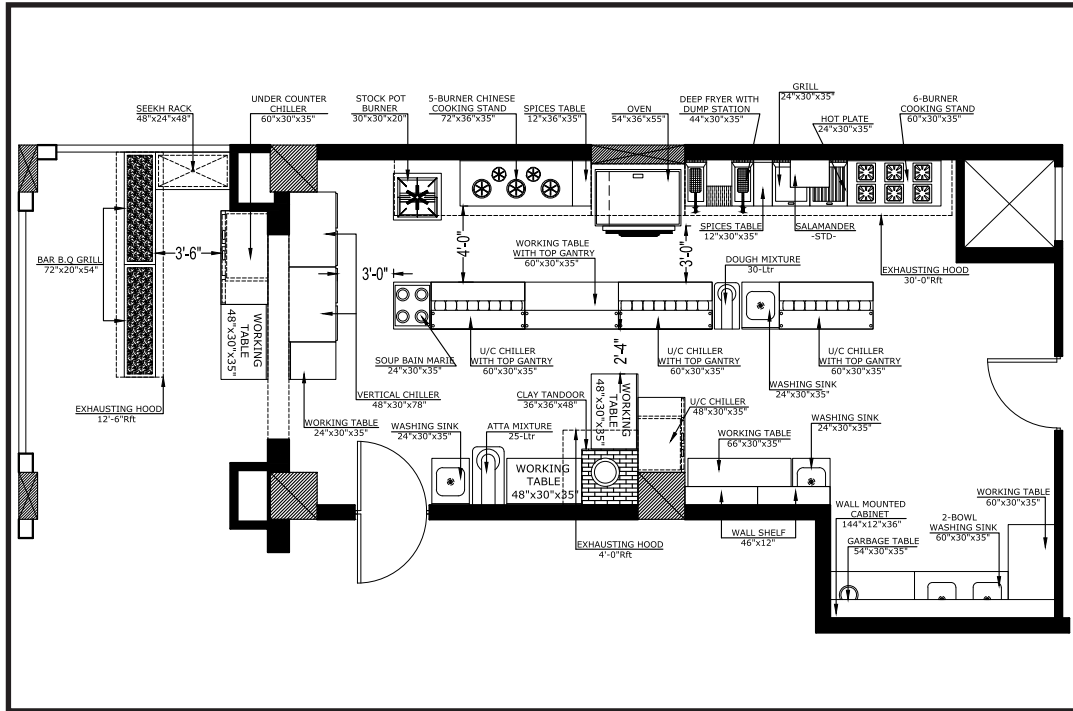 SEEKH RACK
48"x24"x48"
UNDER COUNTER
CHILLER
60"x30"x35"
STOCK POT
BURNER
30"x30"x20"
5-BURNER CHINESE
COOKING STAND
72"x36"x35"
SPICES TABLE
12"x36"x35"
OVEN
54"x36"x55"
DEEP FRYER WITH
DUMP STATION
44"x30"x35"
GRILL
24"x30"x35"
HOT PLATE
24"x30"x35"
6-BURNER
COOKING STAND
60"x30"x35"
BAR B.Q GRILL
72"x20"x54"
3'-6"
3'-0"
4'-0"
WORKING TABLE
WITH TOP GANTRY
60"x30"x35"
3'-0"
SPICES TABLE
12"x30"x35"
SALAMANDER
-STD-
DOUGH MIXTURE
30-Ltr
EXHAUSTING HOOD
30'-0"Rft
WORKING
TABLE
48"x30"x35"
SOUP BAIN MARIE
24"x30"x35"
U/C CHILLER
WITH TOP GANTRY
60"x30"x35"
2'-4"
U/C CHILLER
WITH TOP GANTRY
60"x30"x35"
WASHING SINK
24"x30"x35"
U/C CHILLER
WITH TOP GANTRY
60"x30"x35"
EXHAUSTING HOOD
12'-6"Rft
WORKING TABLE
24"x30"x35"
VERTICAL CHILLER
48"x30"x78"
WASHING SINK
24"x30"x35"
CLAY TANDOOR
36"x36"x48"
ATTA MIXTURE
25-Ltr
WORKING
TABLE
48"x30"x35"
U/C CHILLER
48"x30"x35"
WORKING TABLE
66"x30"x35"
WASHING SINK
24"x30"x35"
WORKING
TABLE
48"x30"x35"
EXHAUSTING HOOD
4'-0"Rft
WALL SHELF
46"x12"
WALL MOUNTED
CABINET
144"x12"x36"
GARBAGE TABLE
54"x30"x35"
2-BOWL
WASHING SINK
60"x30"x35"
WORKING TABLE
60"x30"x35"